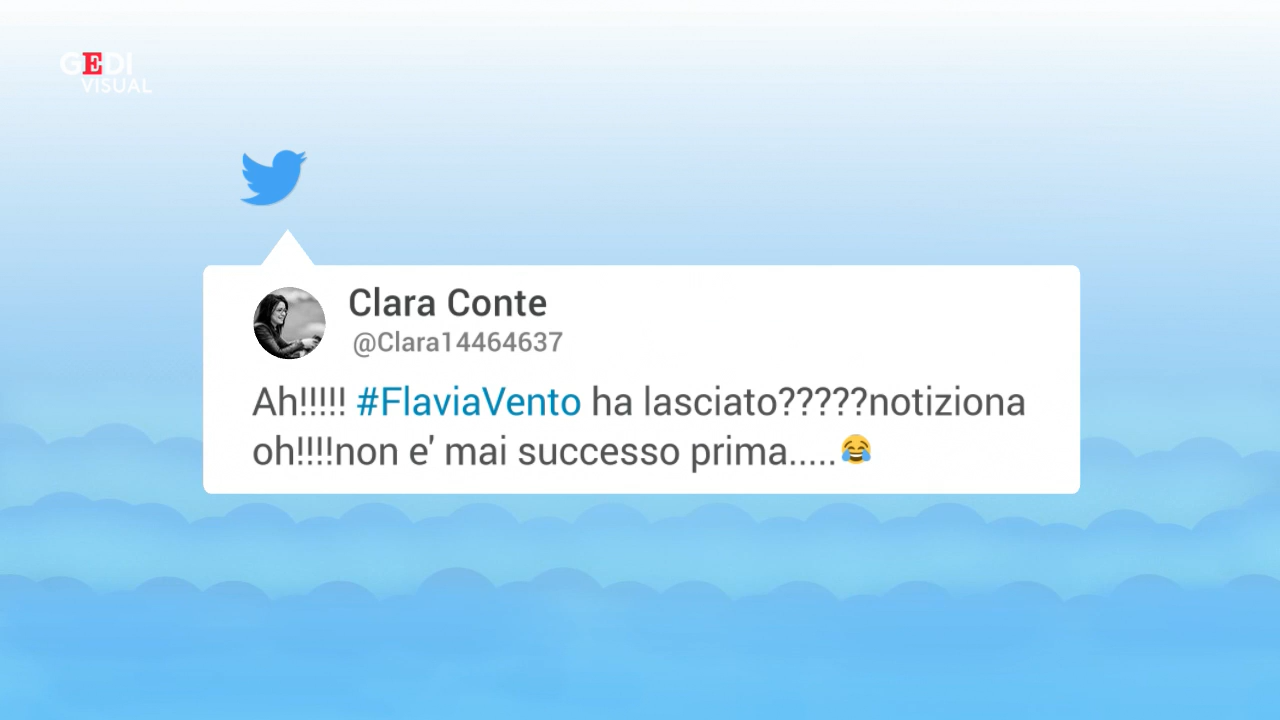 GEDI
VISUAL
Clara Conte
@Clara14464637
Ah!!!!! #FlaviaVento ha lasciato?????notiziona
oh!!!!non e' mai successo prima.....😂